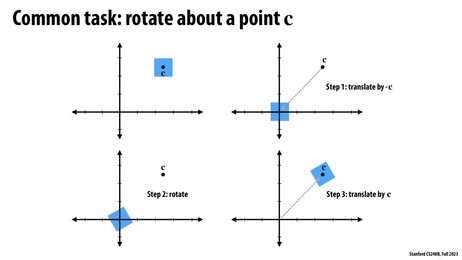 Common task: rotate about a point c
c
c
Step 1: translate by -c
c
Step 2: rotate
c
Step 3: translate by c
Stanford CS248B, Fall 2023